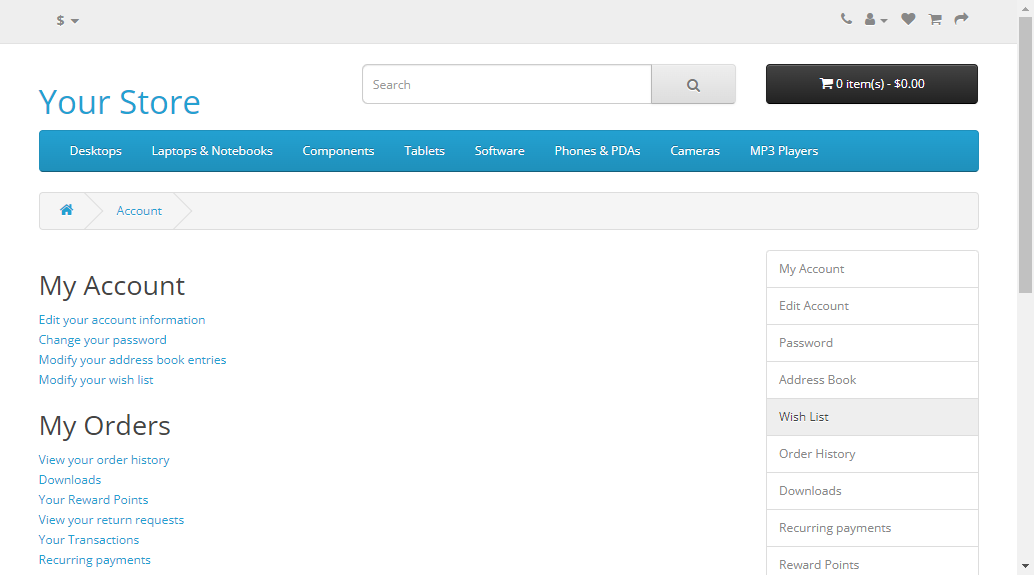 $
Your Store
Search
0 item(s) - $0.00
Desktops
Laptops & Notebooks
Components
Tablets
Software
Phones & PDAs
Cameras
MP3 Players
Account
My Account
Edit your account information
Change your password
Modify your address book entries
Modify your wish list
My Orders
View your order history
Downloads
Your Reward Points
View your return requests
Your Transactions
Recurring payments
My Account
Edit Account
Password
Address Book
Wish List
Order History
Downloads
Recurring payments
Reward Points